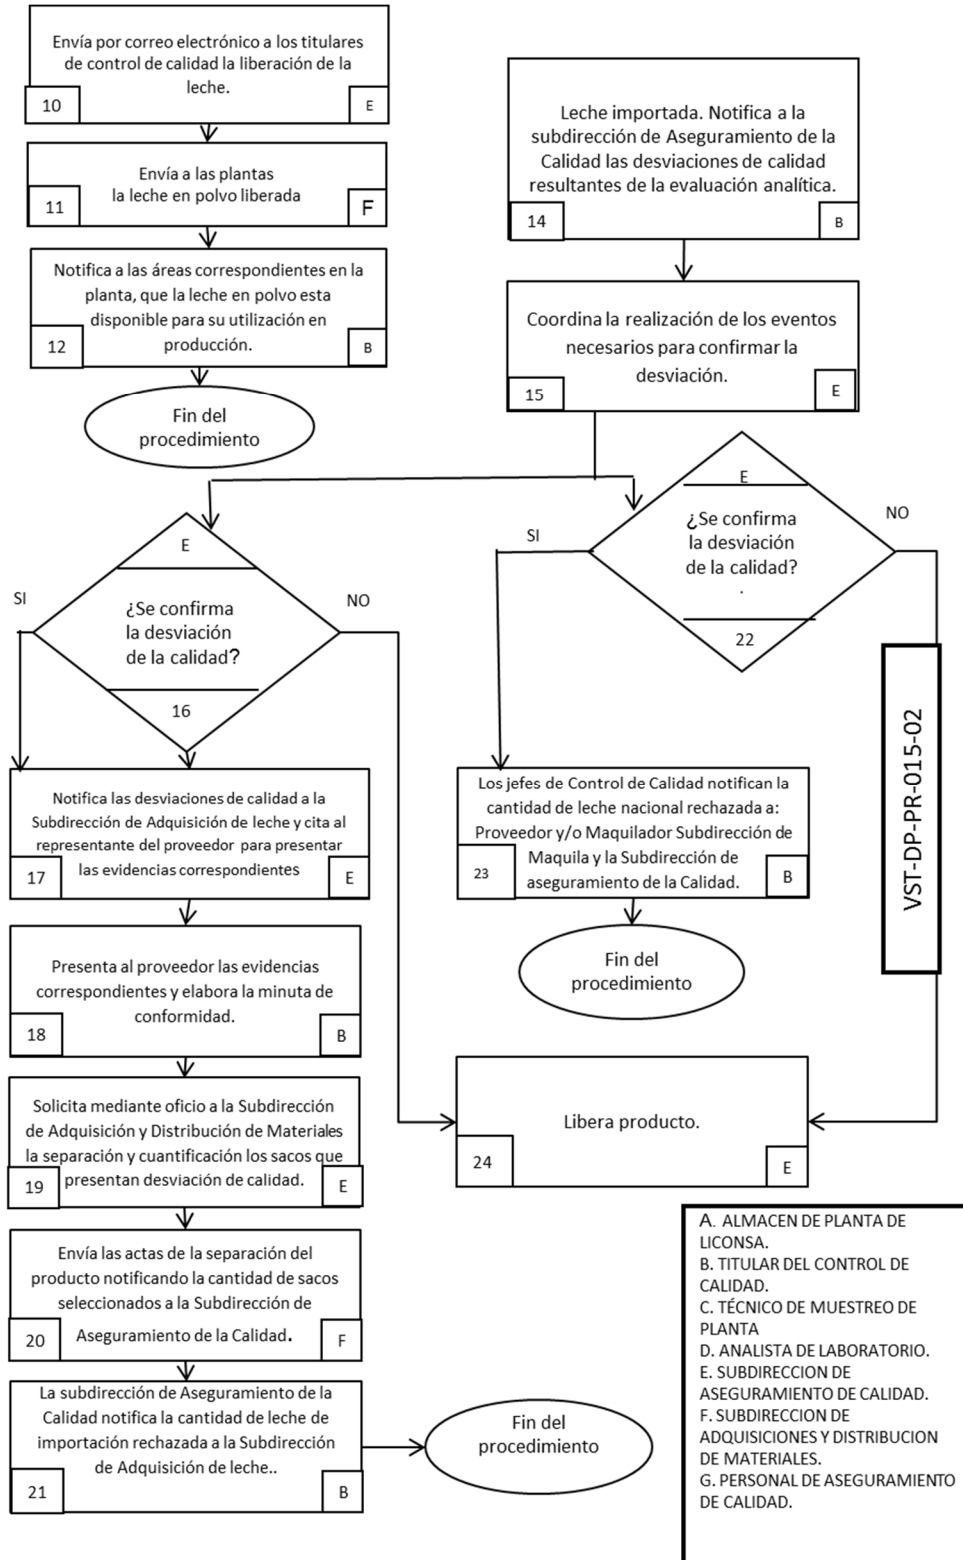 Envía por correo electrónico a los titulares
de control de calidad la liberación de la
leche.
10
E
Envía a las plantas
la leche en polvo liberada
11
F
Notifica a las áreas correspondientes en la
planta, que la leche en polvo esta
disponible para su utilización en
producción.
12
B
Fin del
procedimiento
Leche importada. Notifica a la
subdirección de Aseguramiento de la
Calidad las desviaciones de calidad
resultantes de la evaluación analítica.
14
B
Coordina la realización de los eventos
necesarios para confirmar la
desviación.
15
E
E
¿Se confirma
la desviación
de la calidad?
16
SI
NO
E
¿Se confirma
la desviación
de la calidad?
.
22
SI
NO
Notifica las desviaciones de calidad a la
Subdirección de Adquisición de leche y cita al
representante del proveedor para presentar
las evidencias correspondientes
17
E
Presenta al proveedor las evidencias
correspondientes y elabora la minuta de
conformidad.
18
B
Solicita mediante oficio a la Subdirección
de Adquisición y Distribución de Materiales
la separación y cuantificación los sacos que
presentan desviación de calidad.
19
E
Envía las actas de la separación del
producto notificando la cantidad de sacos
seleccionados a la Subdirección de
Aseguramiento de la Calidad.
20
F
La subdirección de Aseguramiento de la
Calidad notifica la cantidad de leche de
importación rechazada a la Subdirección
de Adquisición de leche..
21
B
Fin del
procedimiento
Los jefes de Control de Calidad notifican la
cantidad de leche nacional rechazada a:
Proveedor y/o Maquilador Subdirección de
Maquila y la Subdirección de
aseguramiento de la Calidad.
23
B
Fin del
procedimiento
Libera producto.
24
E
VST-DP-PR-015-02
A. ALMACEN DE PLANTA DE
LICONSA.
B. TITULAR DEL CONTROL DE
CALIDAD.
C. TÉCNICO DE MUESTREO DE
PLANTA
D. ANALISTA DE LABORATORIO.
E. SUBDIRECCION DE
ASEGURAMIENTO DE CALIDAD.
F. SUBDIRECCION DE
ADQUISICIONES Y DISTRIBUCION
DE MATERIALES.
G. PERSONAL DE ASEGURAMIENTO
DE CALIDAD.